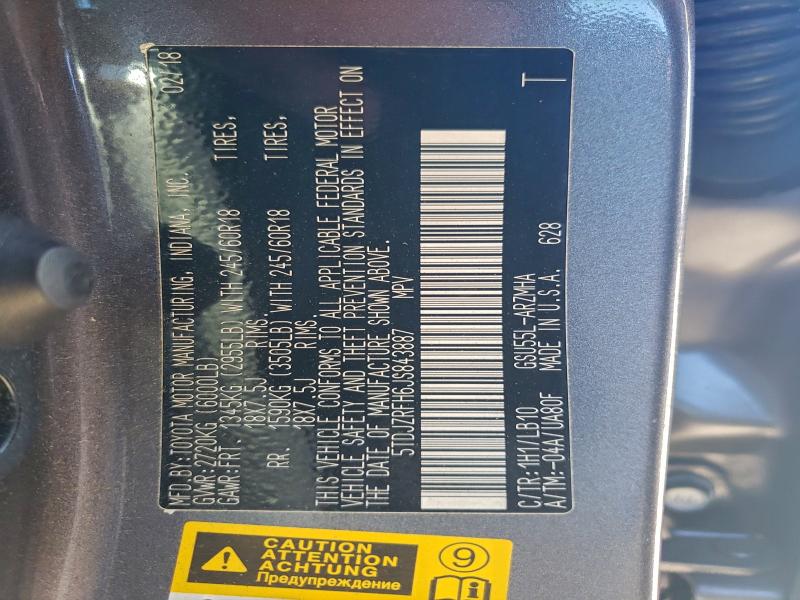 MFD.BY:TOYOTA MOTOR MANUFACTURING, INDIANA, INC. 02/18
GVWR:2720KG (6000LB)
GAWR:FRT. 1345KG (2955LB) WITH 245/60R18 TIRES,
18X7.5J RIMS.
RR. 1590KG (3505LB) WITH 245/60R18 TIRES,
18X7.5J RIMS.
THIS VEHICLE CONFORMS TO ALL APPLICABLE FEDERAL MOTOR
VEHICLE SAFETY AND THEFT PREVENTION STANDARDS IN EFFECT ON
THE DATE OF MANUFACTURE SHOWN ABOVE.
5TDJZRFH6JS843887 MPV
T
C/TR:1H1/LB10 GSU55L-ARZMHA
A/TM:-04A/UA80F MADE IN U.S.A. 628
CAUTION
ATTENTION
ACHTUNG
Предупреждение
9